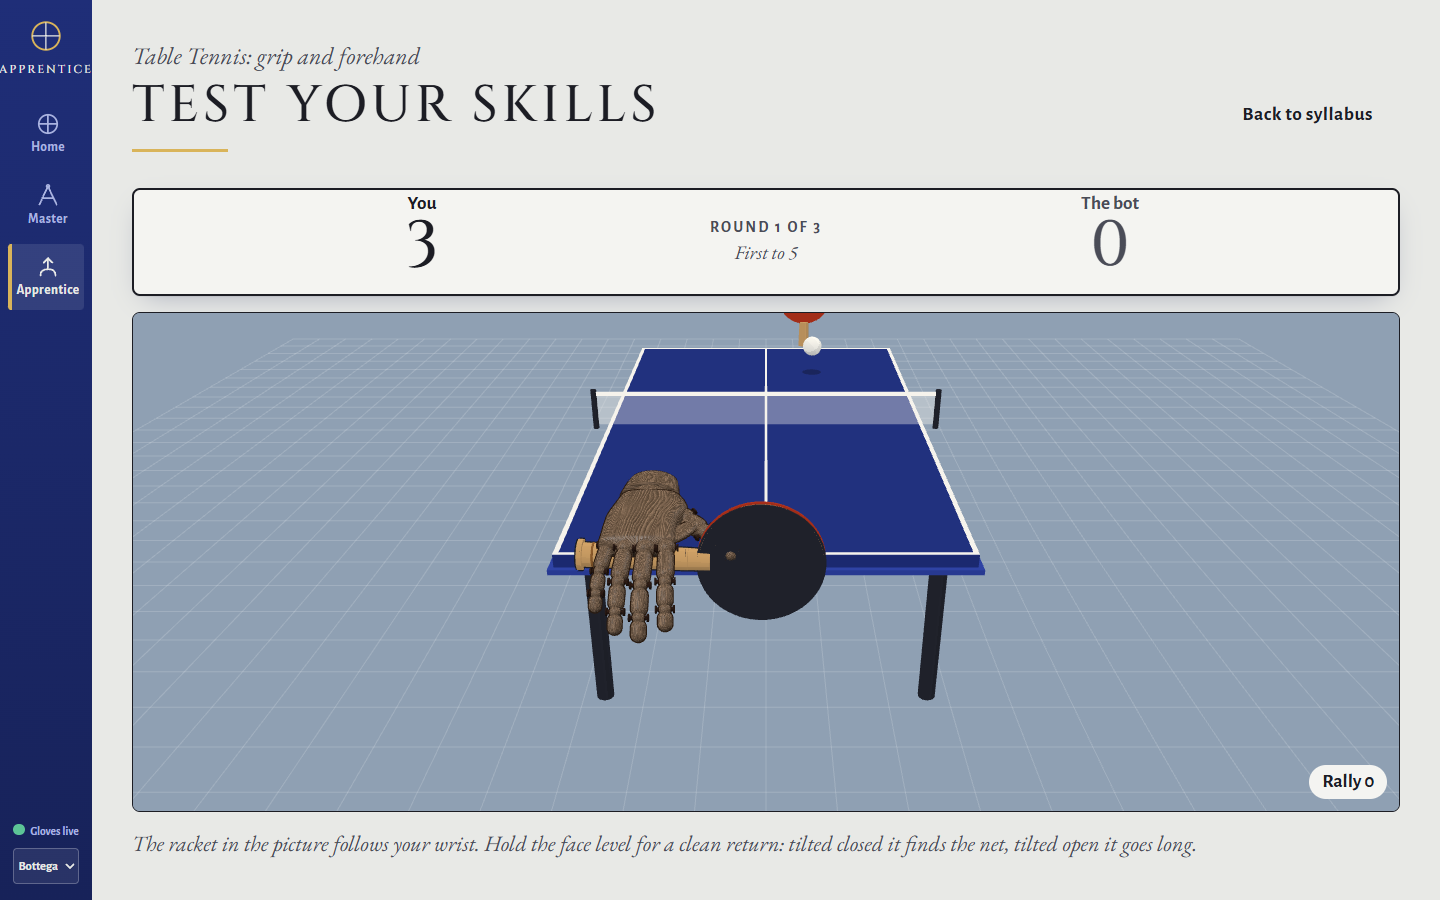 APPRENTICE
Home
Master
Apprentice
Gloves live
Bottega
Table Tennis: grip and forehand
TEST YOUR SKILLS
Back to syllabus
You
3
ROUND 1 OF 3
First to 5
The bot
0
Rally 0
The racket in the picture follows your wrist. Hold the face level for a clean return: tilted closed it finds the net, tilted open it goes long.